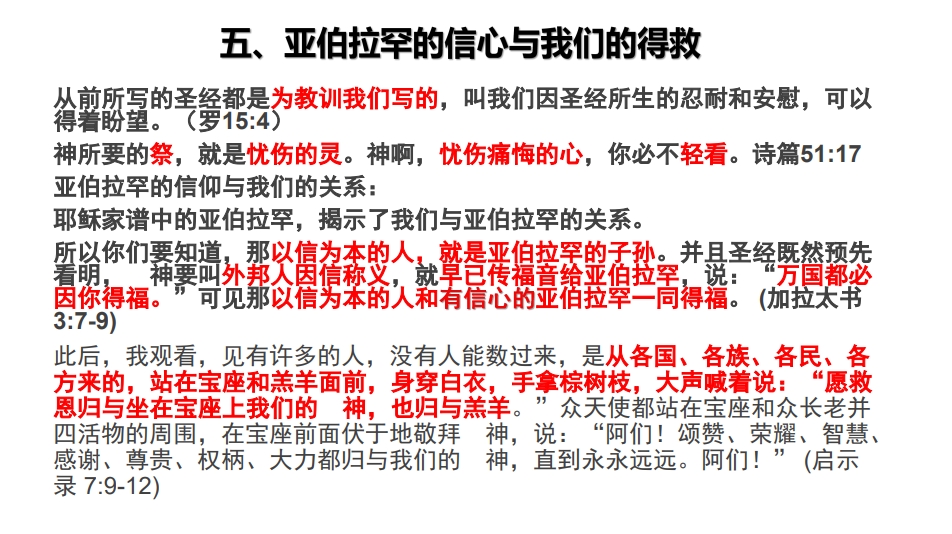 五、亚伯拉罕的信心与我们的得救
从前所写的圣经都是为教训我们写的，叫我们因圣经所生的忍耐和安慰，可以
得着盼望。（罗15:4）
神所要的祭，就是忧伤的灵。神啊，忧伤痛悔的心，你必不轻看。诗篇51:17
亚伯拉罕的信仰与我们的关系：
耶稣家谱中的亚伯拉罕，揭示了我们与亚伯拉罕的关系。
所以你们要知道，那以信为本的人，就是亚伯拉罕的子孙。并且圣经既然预先
看明，　神要叫外邦人因信称义，就早已传福音给亚伯拉罕，说：“万国都必
因你得福。”可见那以信为本的人和有信心的亚伯拉罕一同得福。 (加拉太书
3:7-9)
此后，我观看，见有许多的人，没有人能数过来，是从各国、各族、各民、各
方来的，站在宝座和羔羊面前，身穿白衣，手拿棕树枝，大声喊着说：“愿救
恩归与坐在宝座上我们的　神，也归与羔羊。”众天使都站在宝座和众长老并
四活物的周围，在宝座前面伏于地敬拜　神，说：“阿们！颂赞、荣耀、智慧、
感谢、尊贵、权柄、大力都归与我们的　神，直到永永远远。阿们！” (启示
录 7:9-12)